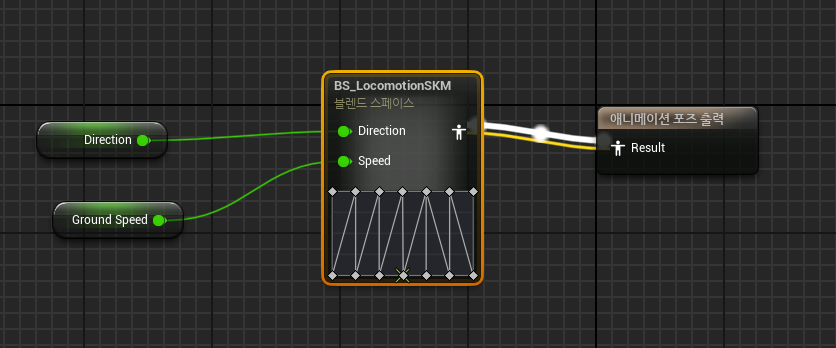 BS_LocomotionSKM
블렌드 스페이스
Direction
Direction
Speed
Ground Speed
애니메이션 포즈 출력
Result